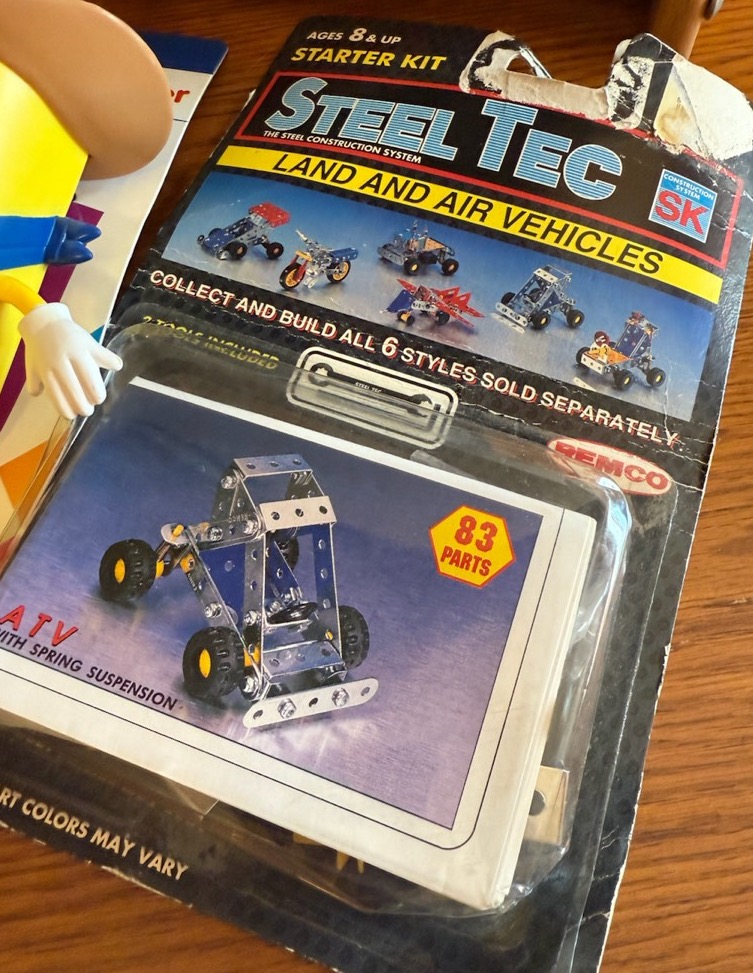 AGES 8 & UP
STARTER KIT
STEEL TEC
THE STEEL CONSTRUCTION SYSTEM
CONSTRUCTION
SYSTEM
SK
LAND AND AIR VEHICLES
COLLECT AND BUILD ALL 6 STYLES SOLD SEPARATELY
2 TOOLS INCLUDED
STEEL TEC
REMCO
83
PARTS
ATV
WITH SPRING SUSPENSION
COLORS MAY VARY